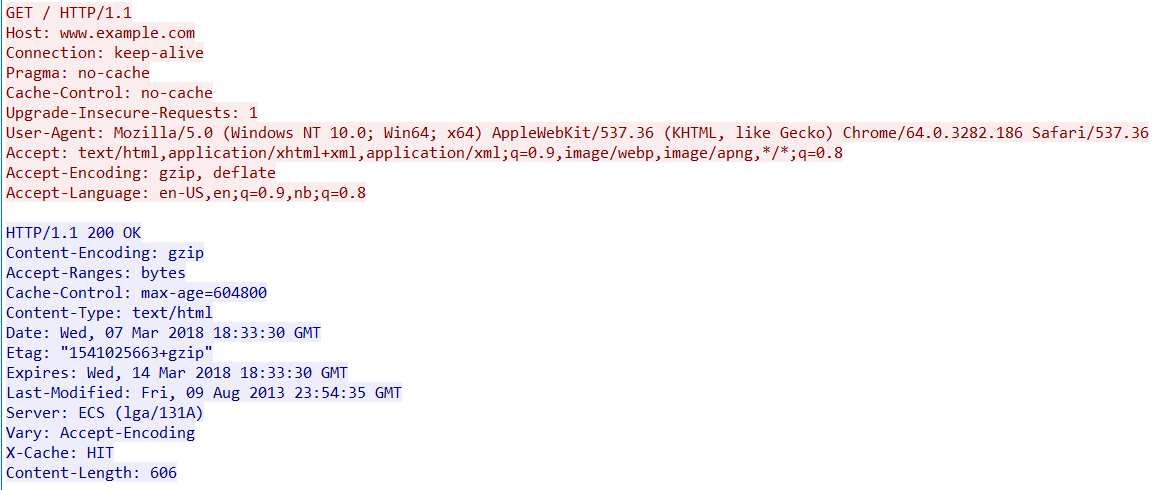 GET / HTTP/1.1
Host: www.example.com
Connection: keep-alive
Pragma: no-cache
Cache-Control: no-cache
Upgrade-Insecure-Requests: 1
User-Agent: Mozilla/5.0 (Windows NT 10.0; Win64; x64) AppleWebKit/537.36 (KHTML, like Gecko) Chrome/64.0.3282.186 Safari/537.36
Accept: text/html,application/xhtml+xml,application/xml;q=0.9,image/webp,image/apng,*/*;q=0.8
Accept-Encoding: gzip, deflate
Accept-Language: en-US,en;q=0.9,nb;q=0.8

HTTP/1.1 200 OK
Content-Encoding: gzip
Accept-Ranges: bytes
Cache-Control: max-age=604800
Content-Type: text/html
Date: Wed, 07 Mar 2018 18:33:30 GMT
Etag: "1541025663+gzip"
Expires: Wed, 14 Mar 2018 18:33:30 GMT
Last-Modified: Fri, 09 Aug 2013 23:54:35 GMT
Server: ECS (lga/131A)
Vary: Accept-Encoding
X-Cache: HIT
Content-Length: 606